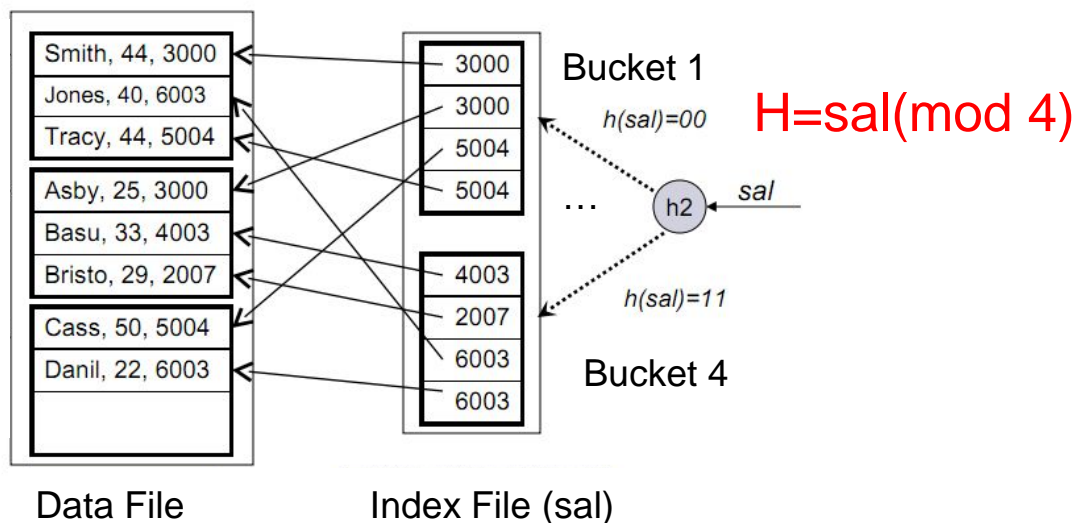 Smith, 44, 3000
Jones, 40, 6003
Tracy, 44, 5004
Asby, 25, 3000
Basu, 33, 4003
Bristo, 29, 2007
Cass, 50, 5004
Danil, 22, 6003
Data File
3000
3000
5004
5004
4003
2007
6003
6003
Index File (sal)
Bucket 1
h(sal)=00
H=sal(mod 4)
...
h2
sal
h(sal)=11
Bucket 4